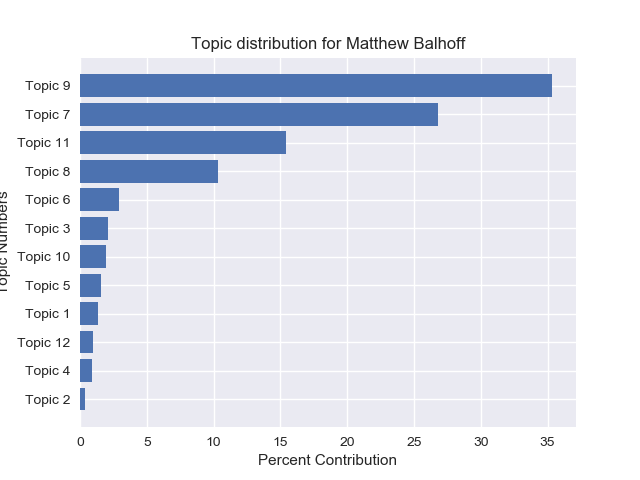 Topic distribution for Matthew Balhoff
Topic 9
Topic 7
Topic 11
Topic 8
Topic 6
Topic 3
Topic 10
Topic 5
Topic 1
Topic 12
Topic 4
Topic 2
Topic Numbers
0 5 10 15 20 25 30 35
Percent Contribution